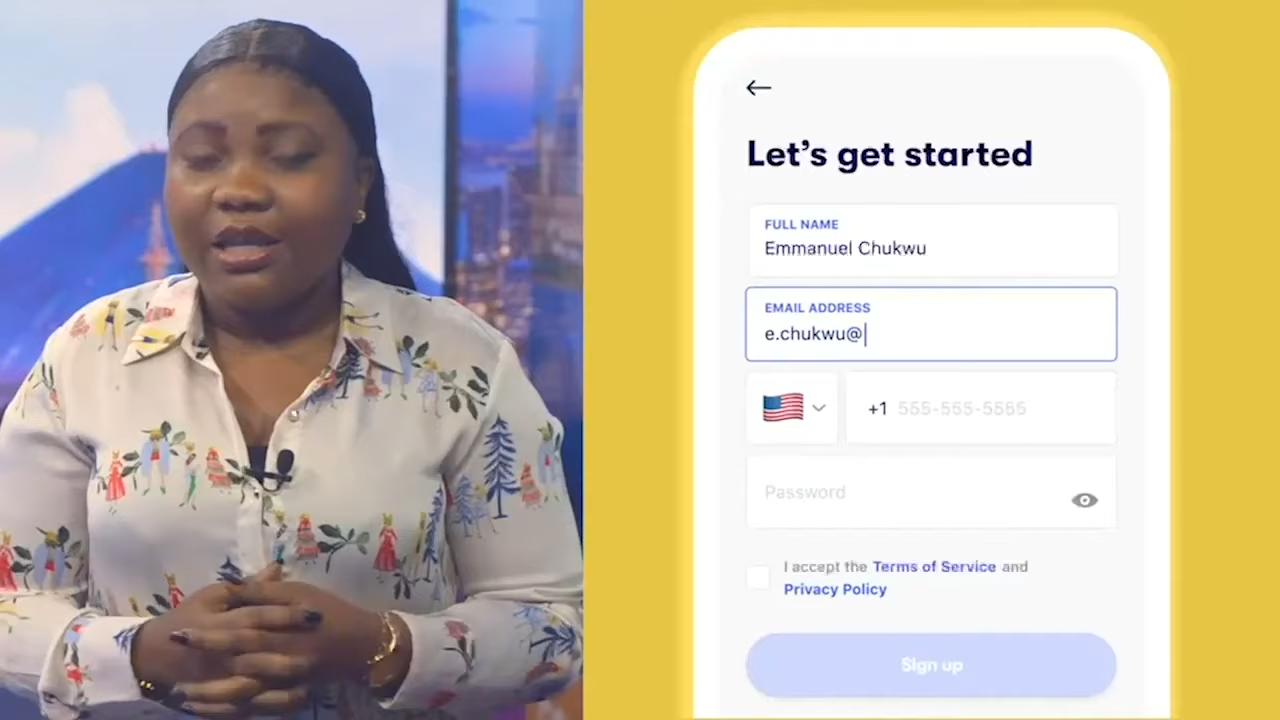 Let's get started
FULL NAME
Emmanuel Chukwu
EMAIL ADDRESS
e.chukwu@
+1 555-555-5555
Password
I accept the Terms of Service and
Privacy Policy
Sign up